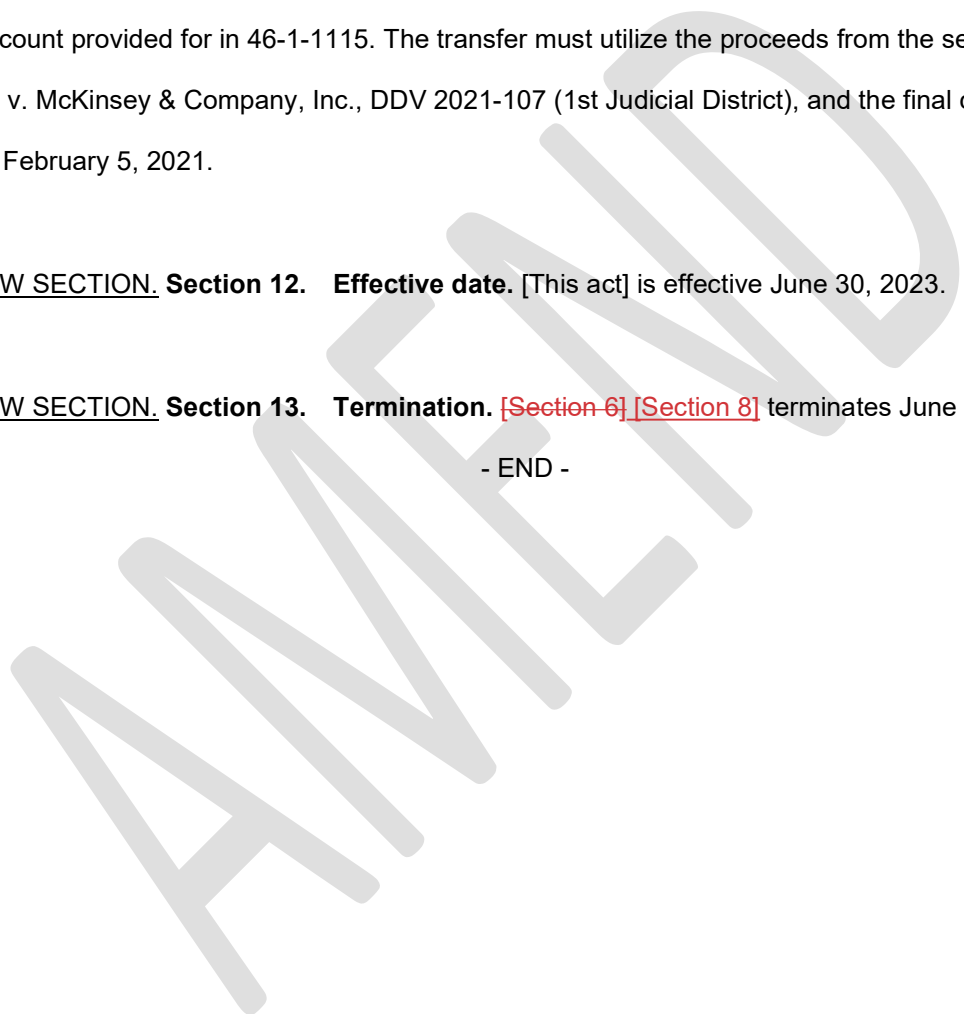 count provided for in 46-1-1115. The transfer must utilize the proceeds from the se
v. McKinsey & Company, Inc., DDV 2021-107 (1st Judicial District), and the final
February 5, 2021.
W SECTION. Section 12. Effective date. [This act] is effective June 30, 2023.
W SECTION. Section 13. Termination. [Section 6] [Section 8] terminates June
- END -
AMEND